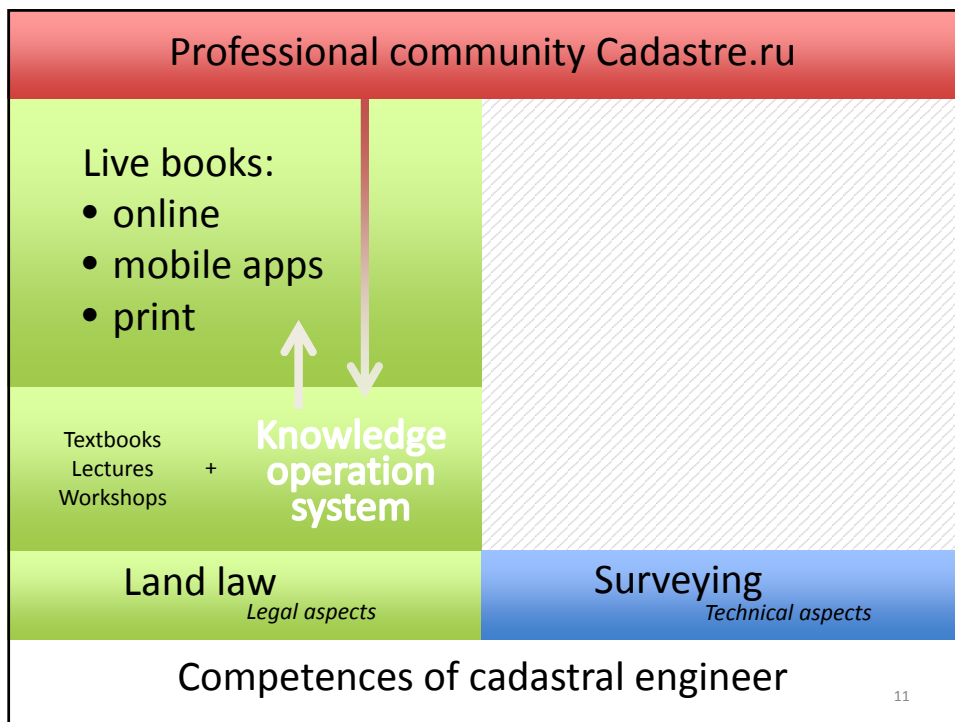 Professional community Cadastre.ru
Live books:
• online
• mobile apps
• print
Textbooks
Lectures
Workshops
+
Knowledge
operation
system
Land law
Legal aspects
Surveying
Technical aspects
Competences of cadastral engineer
11